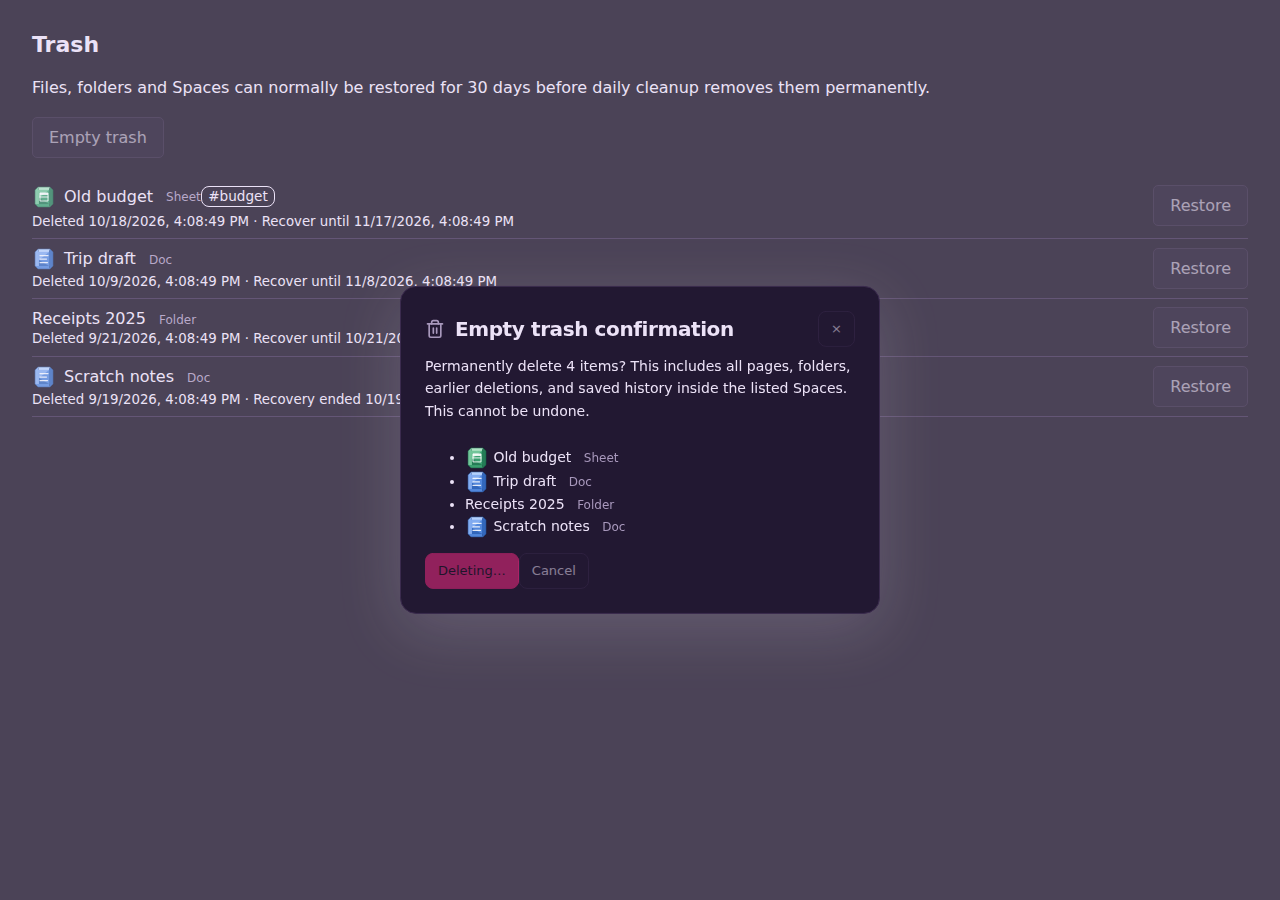 Trash
Files, folders and Spaces can normally be restored for 30 days before daily cleanup removes them permanently.
Empty trash
Old budget Sheet #budget
Restore
Deleted 10/18/2026, 4:08:49 PM · Recover until 11/17/2026, 4:08:49 PM
Trip draft Doc
Restore
Deleted 10/9/2026, 4:08:49 PM · Recover until 11/8/2026, 4:08:49 PM
Receipts 2025 Folder
Restore
Deleted 9/21/2026, 4:08:49 PM · Recover until 10/21/20
Scratch notes Doc
Restore
Deleted 9/19/2026, 4:08:49 PM · Recovery ended 10/19
Empty trash confirmation
×
Permanently delete 4 items? This includes all pages, folders,
earlier deletions, and saved history inside the listed Spaces.
This cannot be undone.
• Old budget Sheet
• Trip draft Doc
• Receipts 2025 Folder
• Scratch notes Doc
Deleting…
Cancel